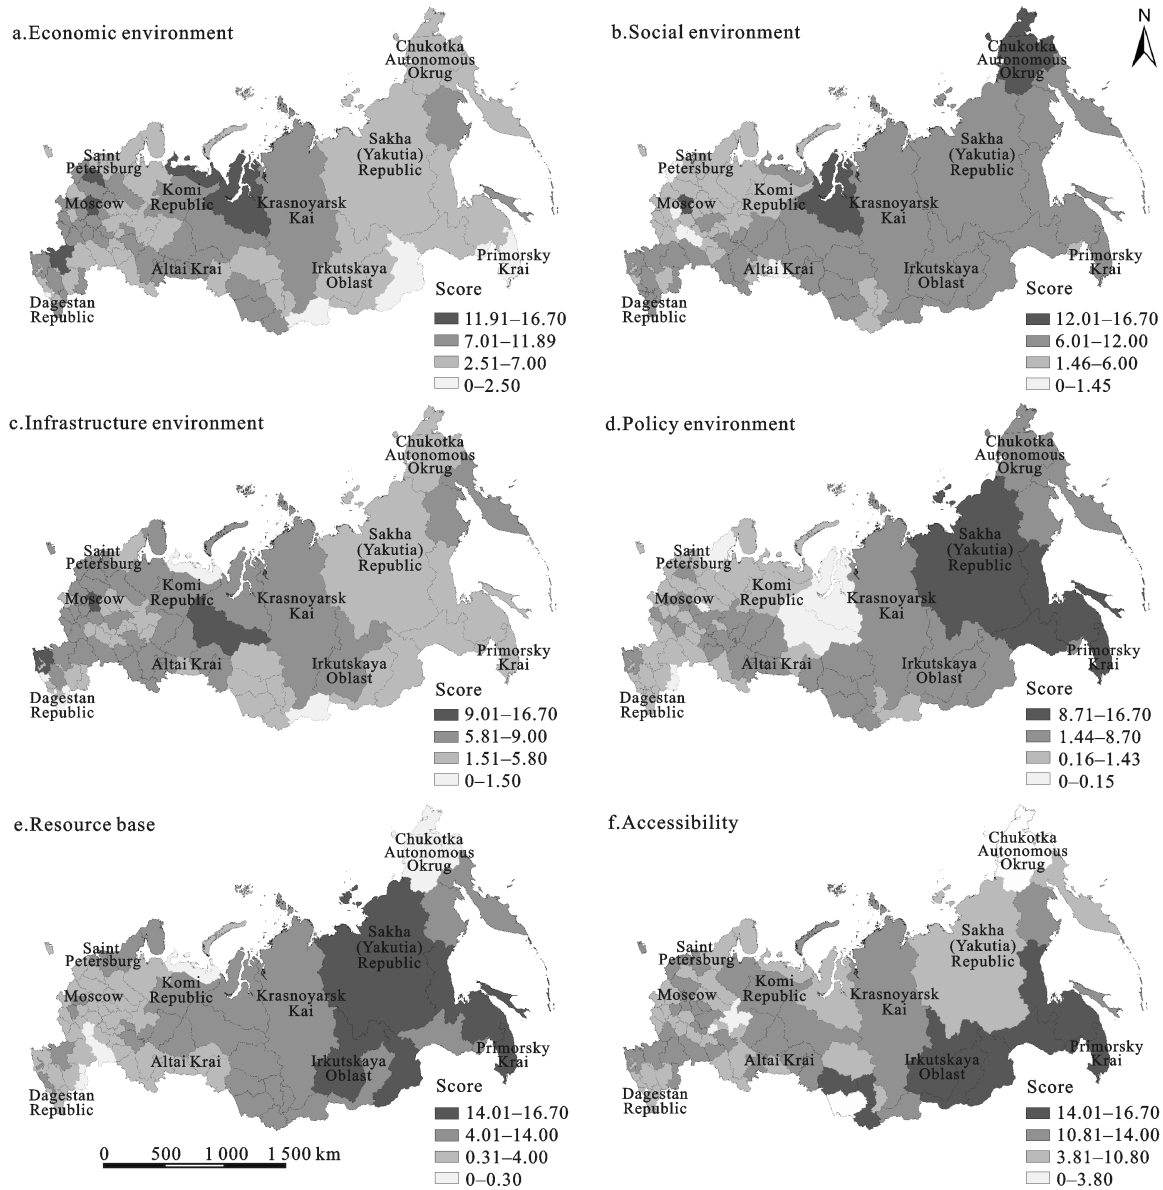 a.Economic environment
Chukotka
Autonomous
Okrug
Sakha
(Yakutia)
Republic
Saint
Petersburg
Komi
Republic
Moscow
Krasnoyarsk
Kai
Altai Krai
Irkutskaya
Oblast
Primorsky
Krai
Dagestan
Republic
Score
11.91–16.70
7.01–11.89
2.51–7.00
0–2.50
b.Social environment
N
Chukotka
Autonomous
Okrug
Sakha
(Yakutia)
Republic
Saint
Petersburg
Komi
Republic
Moscow
Krasnoyarsk
Kai
Altai Krai
Irkutskaya
Oblast
Primorsky
Krai
Dagestan
Republic
Score
12.01–16.70
6.01–12.00
1.46–6.00
0–1.45
c.Infrastructure environment
Chukotka
Autonomous
Okrug
Sakha
(Yakutia)
Republic
Saint
Petersburg
Komi
Republic
Moscow
Krasnoyarsk
Kai
Altai Krai
Irkutskaya
Oblast
Primorsky
Krai
Dagestan
Republic
Score
9.01–16.70
5.81–9.00
1.51–5.80
0–1.50
d.Policy environment
Chukotka
Autonomous
Okrug
Sakha
(Yakutia)
Republic
Saint
Petersburg
Komi
Republic
Moscow
Krasnoyarsk
Kai
Altai Krai
Irkutskaya
Oblast
Primorsky
Krai
Dagestan
Republic
Score
8.71–16.70
1.44–8.70
0.16–1.43
0–0.15
e.Resource base
Chukotka
Autonomous
Okrug
Sakha
(Yakutia)
Republic
Saint
Petersburg
Komi
Republic
Moscow
Krasnoyarsk
Kai
Altai Krai
Irkutskaya
Oblast
Primorsky
Krai
Dagestan
Republic
Score
14.01–16.70
4.01–14.00
0.31–4.00
0–0.30
0 500 1 000 1 500 km
f.Accessibility
Chukotka
Autonomous
Okrug
Sakha
(Yakutia)
Republic
Saint
Petersburg
Komi
Republic
Moscow
Krasnoyarsk
Kai
Altai Krai
Irkutskaya
Oblast
Primorsky
Krai
Dagestan
Republic
Score
14.01–16.70
10.81–14.00
3.81–10.80
0–3.80